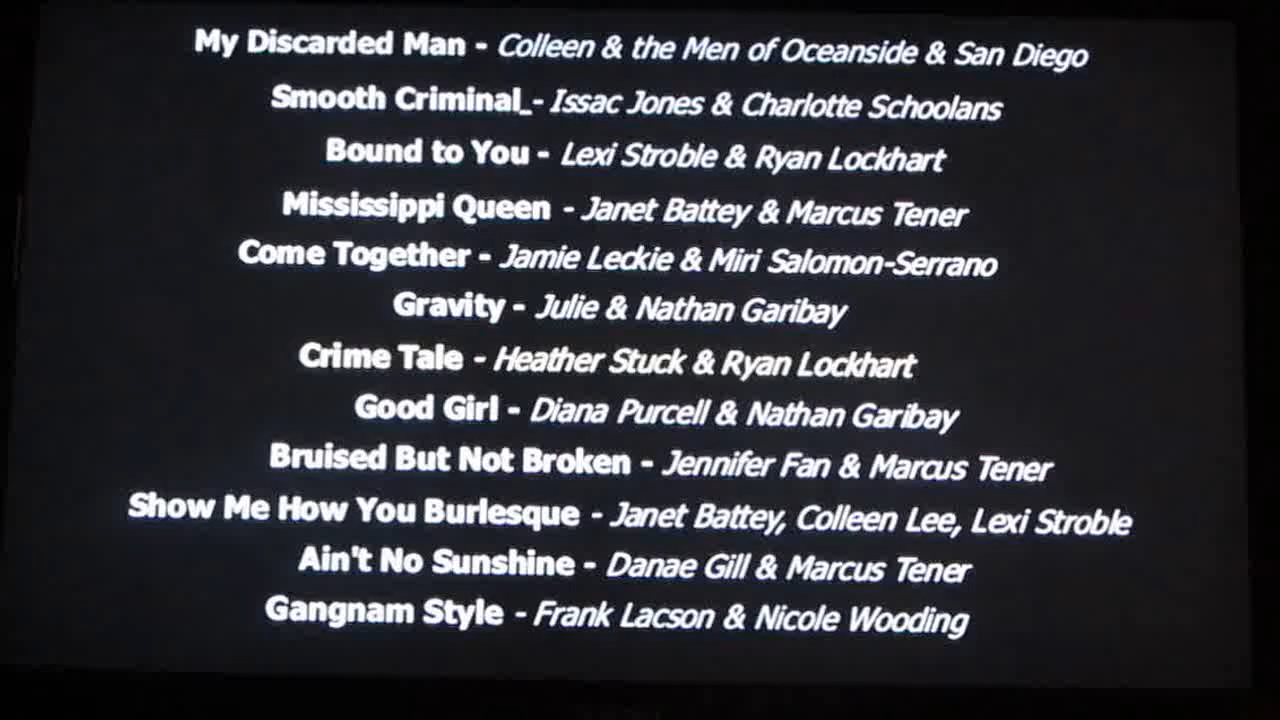 My Discarded Man - Colleen & the Men of Oceanside & San Diego
Smooth Criminal_- Issac Jones & Charlotte Schoolans
Bound to You - Lexi Stroble & Ryan Lockhart
Mississippi Queen - Janet Battey & Marcus Tener
Come Together - Jamie Leckie & Miri Salomon-Serrano
Gravity - Julie & Nathan Garibay
Crime Tale - Heather Stuck & Ryan Lockhart
Good Girl - Diana Purcell & Nathan Garibay
Bruised But Not Broken - Jennifer Fan & Marcus Tener
Show Me How You Burlesque - Janet Battey, Colleen Lee, Lexi Stroble
Ain't No Sunshine - Danae Gill & Marcus Tener
Gangnam Style - Frank Lacson & Nicole Wooding